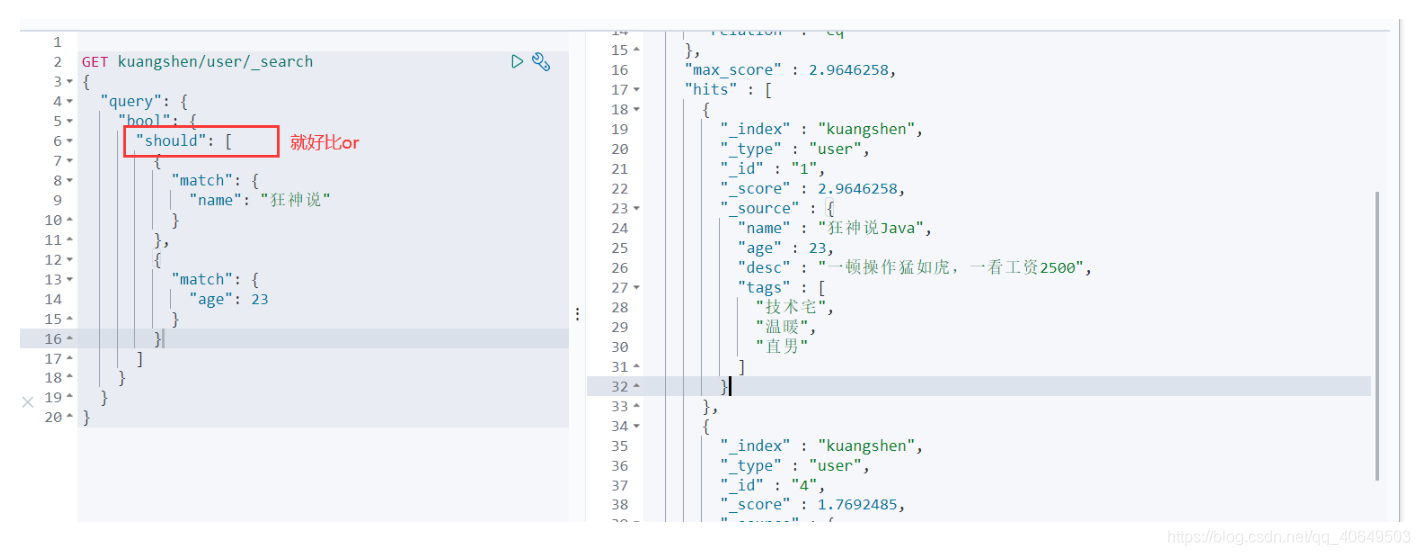 1
2 GET kuangshen/user/_search
3 {
4 "query": {
5 "bool": {
6 "should": [ 就好比or
7 {
8 "match": {
9 "name": "狂神说"
10 }
11 },
12 {
13 "match": {
14 "age": 23
15 }
16 }
17 ]
18 }
19 }
20 }
14 "relation" : "eq"
15 },
16 "max_score" : 2.9646258,
17 "hits" : [
18 {
19 "_index" : "kuangshen",
20 "_type" : "user",
21 "_id" : "1",
22 "_score" : 2.9646258,
23 "_source" : {
24 "name" : "狂神说Java",
25 "age" : 23,
26 "desc" : "一顿操作猛如虎，一看工资2500",
27 "tags" : [
28 "技术宅",
29 "温暖",
30 "直男"
31 ]
32 }
33 },
34 {
35 "_index" : "kuangshen",
36 "_type" : "user",
37 "_id" : "4",
38 "_score" : 1.7692485,
39 "_source" : {
https://blog.csdn.net/qq_40649503